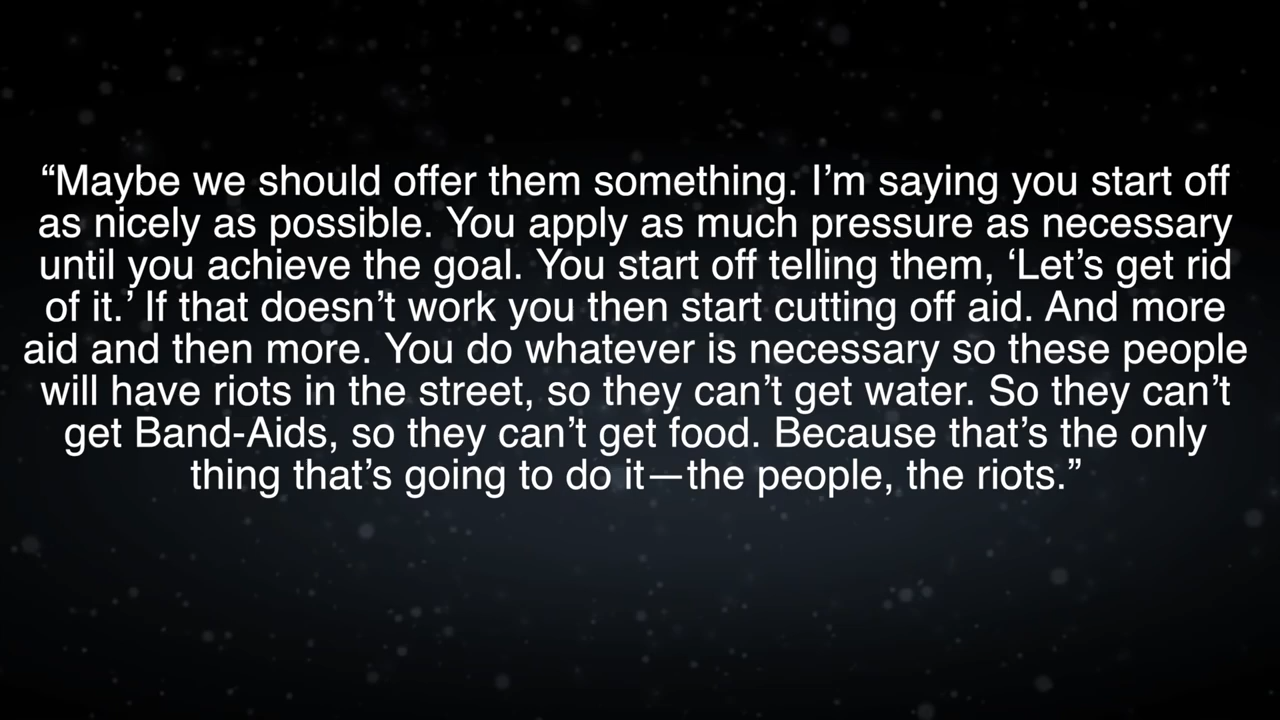 “Maybe we should offer them something. I’m saying you start off
as nicely as possible. You apply as much pressure as necessary
until you achieve the goal. You start off telling them, ‘Let’s get rid
of it.’ If that doesn’t work you then start cutting off aid. And more
aid and then more. You do whatever is necessary so these people
will have riots in the street, so they can’t get water. So they can’t
get Band-Aids, so they can’t get food. Because that’s the only
thing that’s going to do it—the people, the riots.”